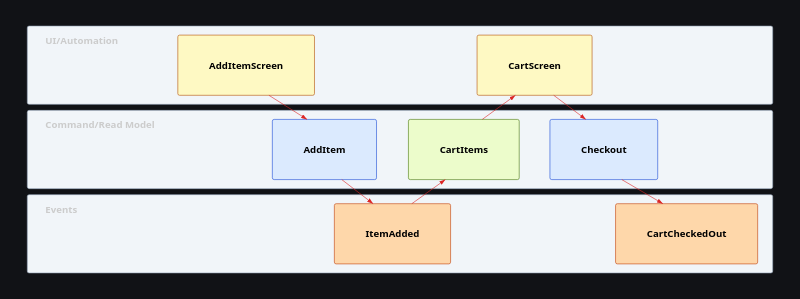 UI/Automation
AddItemScreen
CartScreen
Command/Read Model
AddItem
CartItems
Checkout
Events
ItemAdded
CartCheckedOut